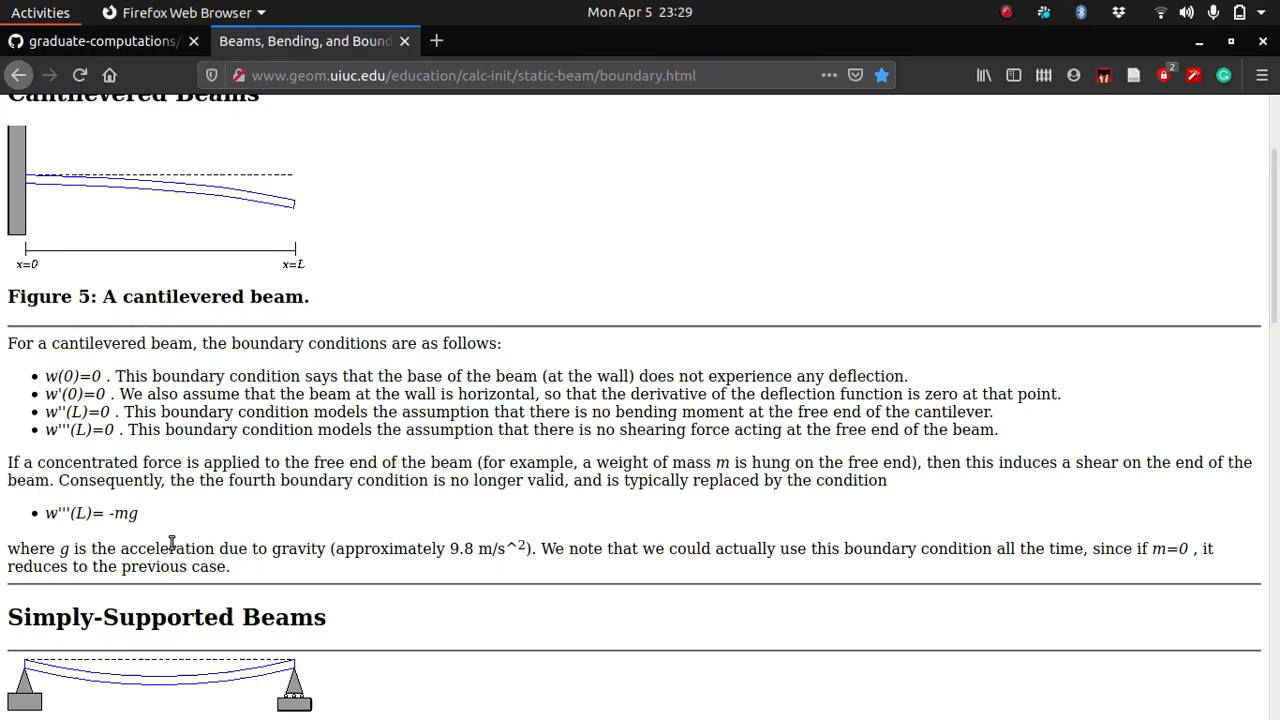 Activities
Firefox Web Browser
Mon Apr 5 23:29
graduate-computations/
Beams, Bending, and Bound
www.geom.uiuc.edu/education/calc-init/static-beam/boundary.html
2
Cantilevered Beams
x=0
x=L
Figure 5: A cantilevered beam.
For a cantilevered beam, the boundary conditions are as follows:
• w(0)=0 . This boundary condition says that the base of the beam (at the wall) does not experience any deflection.
• w'(0)=0 . We also assume that the beam at the wall is horizontal, so that the derivative of the deflection function is zero at that point.
• w''(L)=0 . This boundary condition models the assumption that there is no bending moment at the free end of the cantilever.
• w'''(L)=0 . This boundary condition models the assumption that there is no shearing force acting at the free end of the beam.
If a concentrated force is applied to the free end of the beam (for example, a weight of mass m is hung on the free end), then this induces a shear on the end of the
beam. Consequently, the the fourth boundary condition is no longer valid, and is typically replaced by the condition
• w'''(L)= -mg
where g is the acceleration due to gravity (approximately 9.8 m/s^2). We note that we could actually use this boundary condition all the time, since if m=0 , it
reduces to the previous case.
Simply-Supported Beams